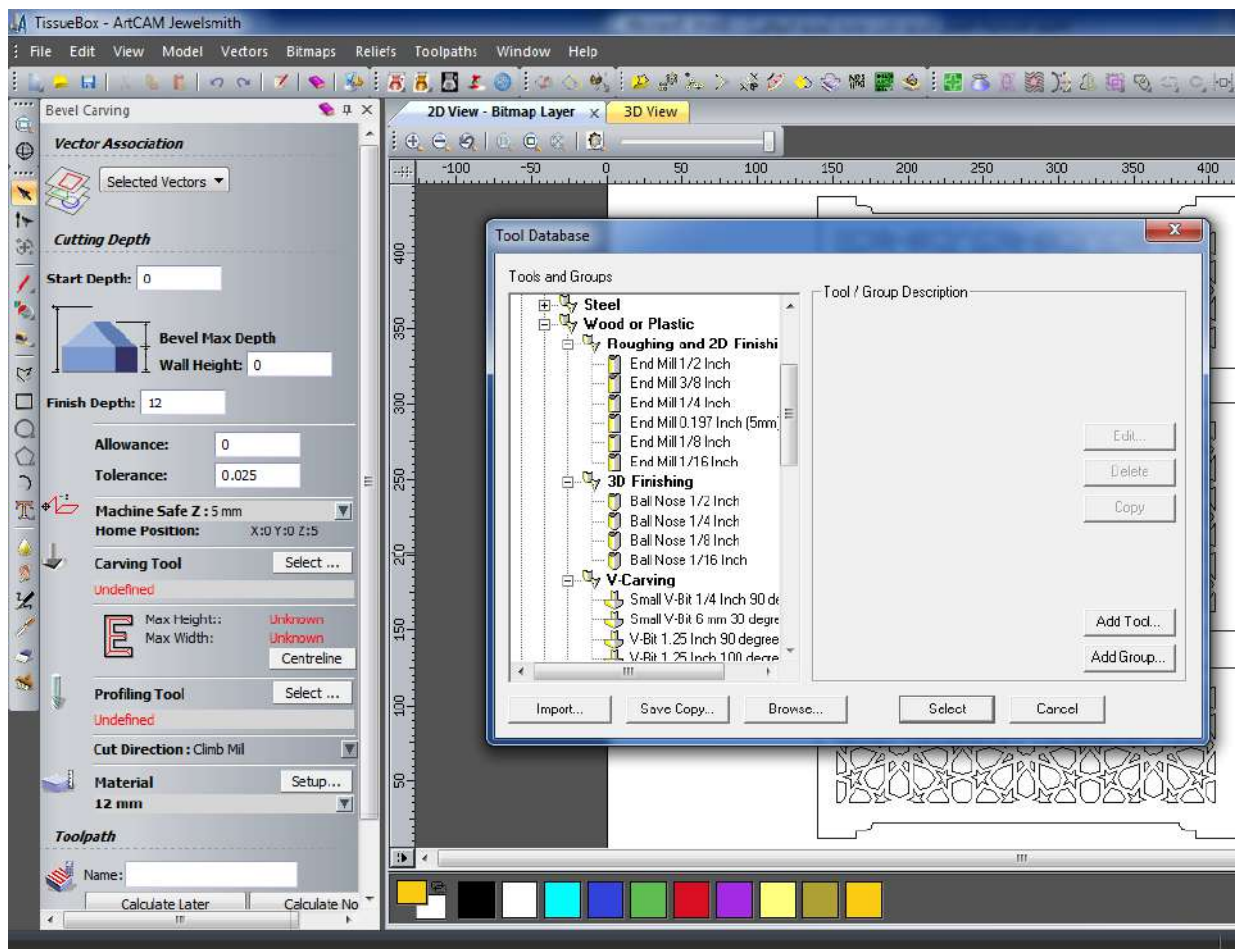 TissueBox - ArtCAM Jewelsmith
File Edit View Model Vectors Bitmaps Reliefs Toolpaths Window Help
Bevel Carving
Vector Association
Selected Vectors
Cutting Depth
Start Depth: 0
Bevel Max Depth
Wall Height: 0
Finish Depth: 12
Allowance: 0
Tolerance: 0.025
Machine Safe Z : 5 mm
Home Position: X:0 Y:0 Z:5
Carving Tool Select ...
Undefined
Max Height:: Unknown
Max Width: Unknown
Centreline
Profiling Tool Select ...
Undefined
Cut Direction : Climb Mil
Material Setup...
12 mm
Toolpath
Name:
Calculate Later Calculate No
2D View - Bitmap Layer x 3D View
-100 -50 0 50 100 150 200 250 300 350 400
400
350
300
250
200
150
100
50
Tool Database
Tools and Groups
Steel
Wood or Plastic
Roughing and 2D Finishi
End Mill 1/2 Inch
End Mill 3/8 Inch
End Mill 1/4 Inch
End Mill 0.197 Inch (5mm)
End Mill 1/8 Inch
End Mill 1/16 Inch
3D Finishing
Ball Nose 1/2 Inch
Ball Nose 1/4 Inch
Ball Nose 1/8 Inch
Ball Nose 1/16 Inch
V-Carving
Small V-Bit 1/4 Inch 90 de
Small V-Bit 6 mm 30 degre
V-Bit 1.25 Inch 90 degree
V-Bit 1.25 Inch 100 degre
Tool / Group Description
Edit...
Delete
Copy
Add Tool...
Add Group...
Import... Save Copy... Browse... Select Cancel